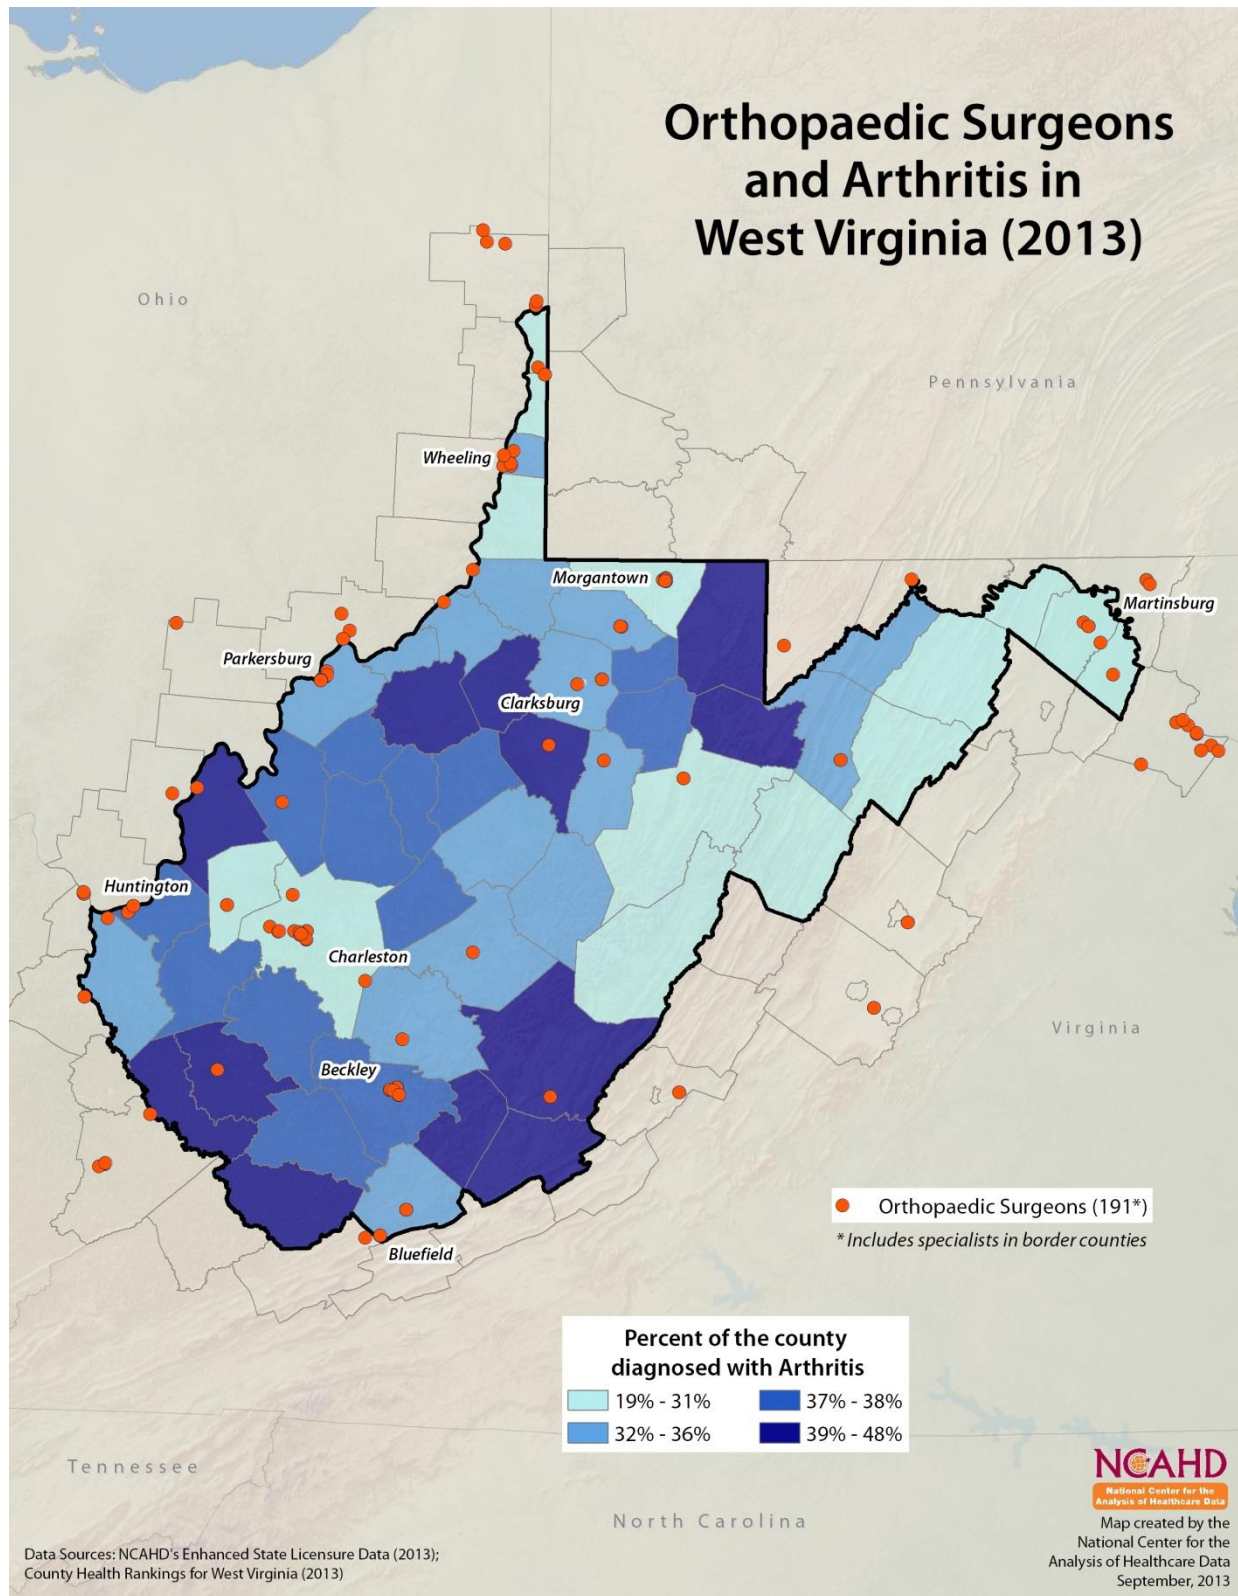 Orthopaedic Surgeons
and Arthritis in
West Virginia (2013)
Ohio
Pennsylvania
Wheeling
Morgantown
Martinsburg
Parkersburg
Clarksburg
Huntington
Charleston
Virginia
Beckley
Orthopaedic Surgeons (191*)
* Includes specialists in border counties
Bluefield
Percent of the county
diagnosed with Arthritis
19% - 31%
37% - 38%
32% - 36%
39% - 48%
Tennessee
North Carolina
NCAHD
National Center for the
Analysis of Healthcare Data
Map created by the
National Center for the
Analysis of Healthcare Data
September, 2013
Data Sources: NCAHD's Enhanced State Licensure Data (2013);
County Health Rankings for West Virginia (2013)